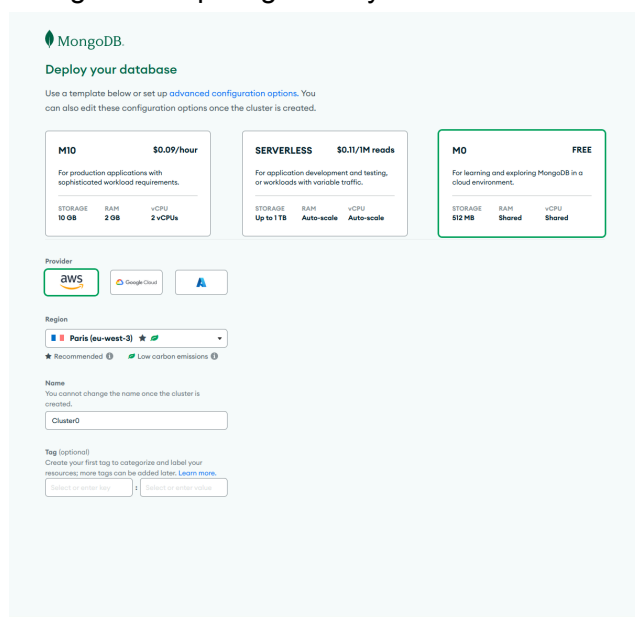 MongoDB.
Deploy your database
Use a template below or set up advanced configuration options. You
can also edit these configuration options once the cluster is created.
M10 $0.09/hour
For production applications with
sophisticated workload requirements.
STORAGE RAM vCPU
10 GB 2 GB 2 vCPUs
SERVERLESS $0.11/1M reads
For application development and testing,
or workloads with variable traffic.
STORAGE RAM vCPU
Up to 1 TB Auto-scale Auto-scale
M0 FREE
For learning and exploring MongoDB in a
cloud environment.
STORAGE RAM vCPU
512 MB Shared Shared
Provider
aws Google Cloud
Region
Paris (eu-west-3)
Recommended Low carbon emissions
Name
You cannot change the name once the cluster is
created.
Cluster0
Tag (optional)
Create your first tag to categorize and label your
resources; more tags can be added later. Learn more.
Select or enter key : Select or enter value